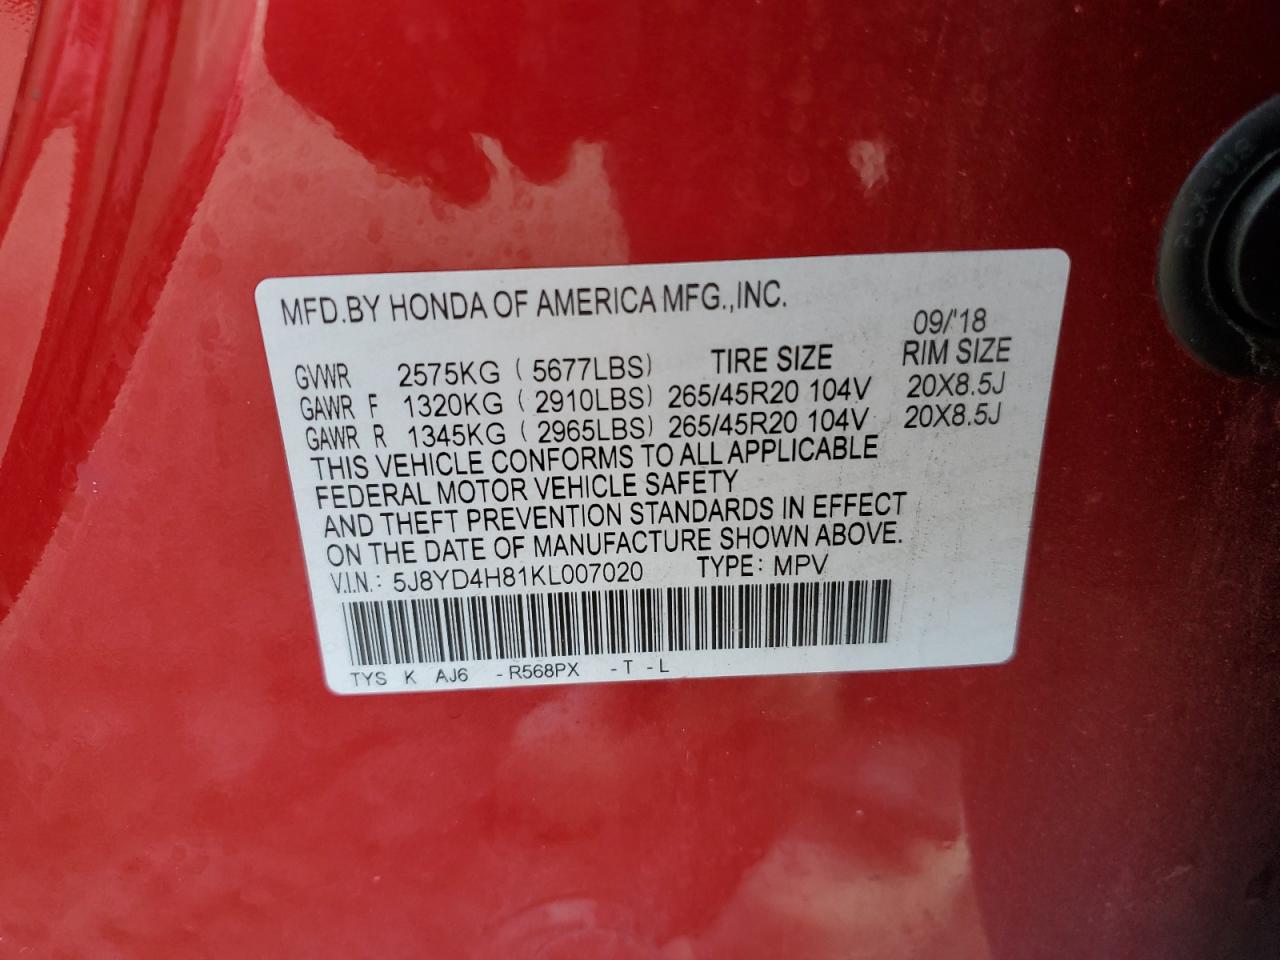 MFD.BY HONDA OF AMERICA MFG.,INC.
09/'18
GVWR 2575KG ( 5677LBS) TIRE SIZE RIM SIZE
GAWR F 1320KG ( 2910LBS) 265/45R20 104V 20X8.5J
GAWR R 1345KG ( 2965LBS) 265/45R20 104V 20X8.5J
THIS VEHICLE CONFORMS TO ALL APPLICABLE
FEDERAL MOTOR VEHICLE SAFETY
AND THEFT PREVENTION STANDARDS IN EFFECT
ON THE DATE OF MANUFACTURE SHOWN ABOVE.
V.I.N.: 5J8YD4H81KL007020 TYPE: MPV
TYS K AJ6 -R568PX -T -L